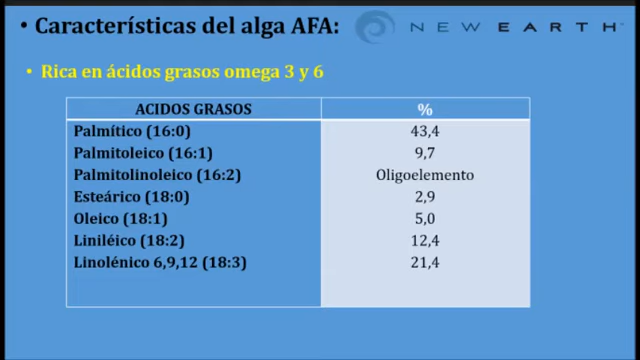 • Características del alga AFA:
NEW EARTH™
• Rica en ácidos grasos omega 3 y 6
ACIDOS GRASOS %
Palmítico (16:0) 43,4
Palmitoleico (16:1) 9,7
Palmitolinoleico (16:2) Oligoelemento
Esteárico (18:0) 2,9
Oleico (18:1) 5,0
Liniléico (18:2) 12,4
Linolénico 6,9,12 (18:3) 21,4